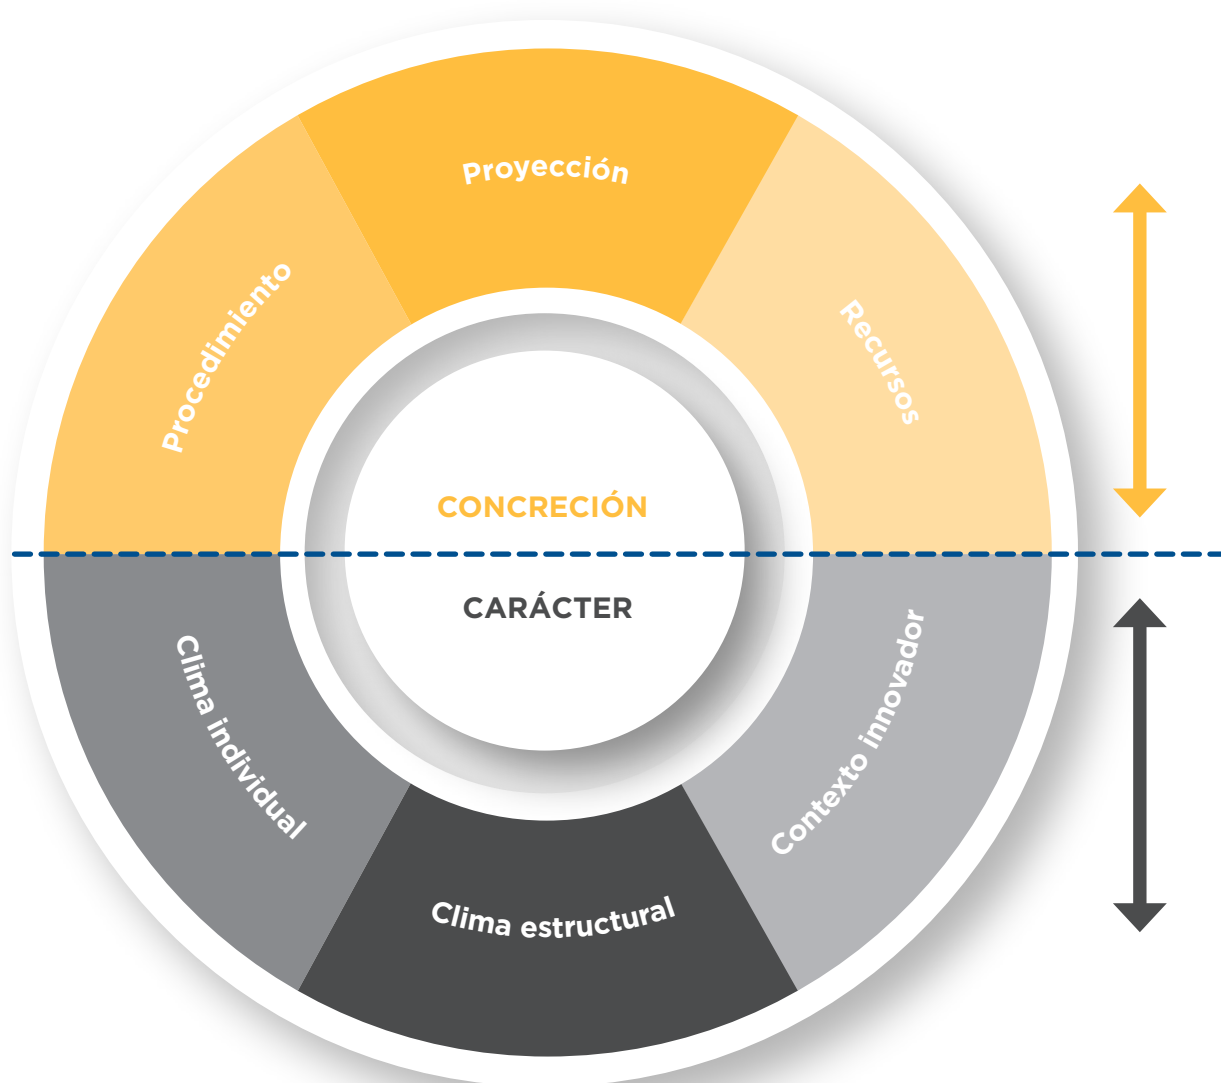 Proyección
Procedimiento
Recursos
CONCRECIÓN
CARÁCTER
Clima individual
Contexto innovador
Clima estructural